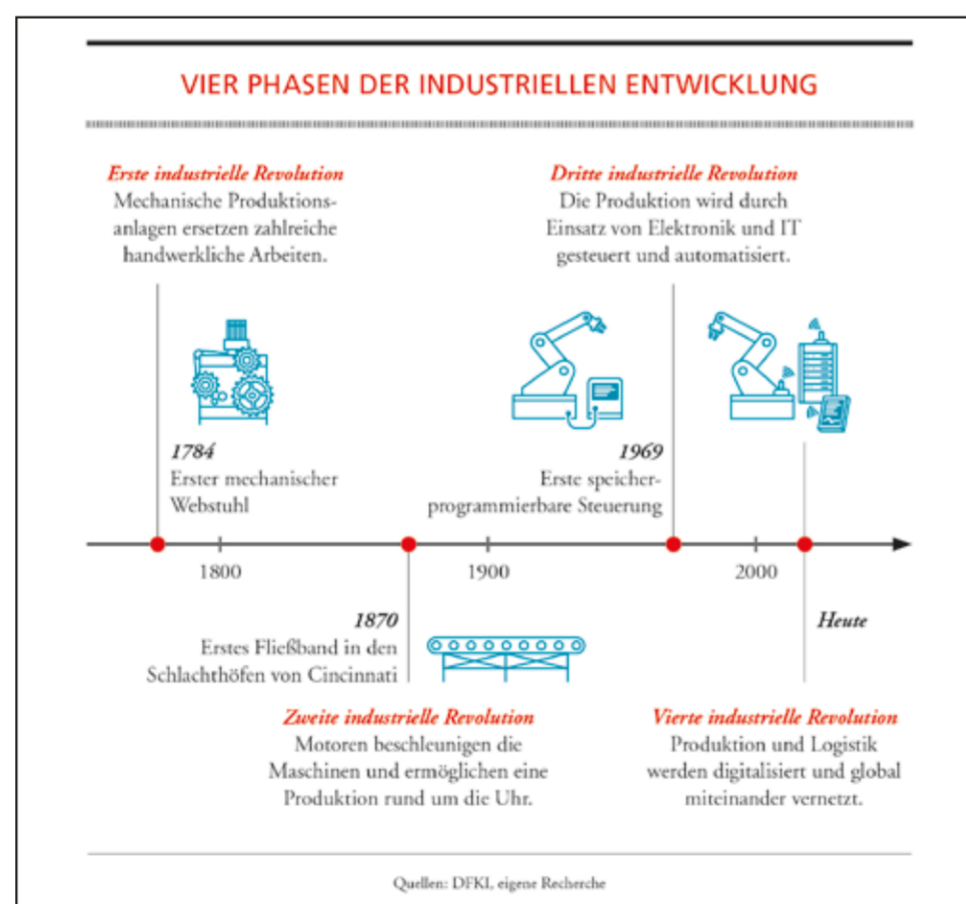 VIER PHASEN DER INDUSTRIELLEN ENTWICKLUNG
Erste industrielle Revolution
Mechanische Produktions-
anlagen ersetzen zahlreiche
handwerkliche Arbeiten.
Dritte industrielle Revolution
Die Produktion wird durch
Einsatz von Elektronik und IT
gesteuert und automatisiert.
1784
Erster mechanischer
Webstuhl
1969
Erste speicher-
programmierbare Steuerung
1800
1900
2000
1870
Erstes Fließband in den
Schlachthöfen von Cincinnati
Heute
Zweite industrielle Revolution
Motoren beschleunigen die
Maschinen und ermöglichen eine
Produktion rund um die Uhr.
Vierte industrielle Revolution
Produktion und Logistik
werden digitalisiert und global
miteinander vernetzt.
Quellen: DFKI, eigene Recherche